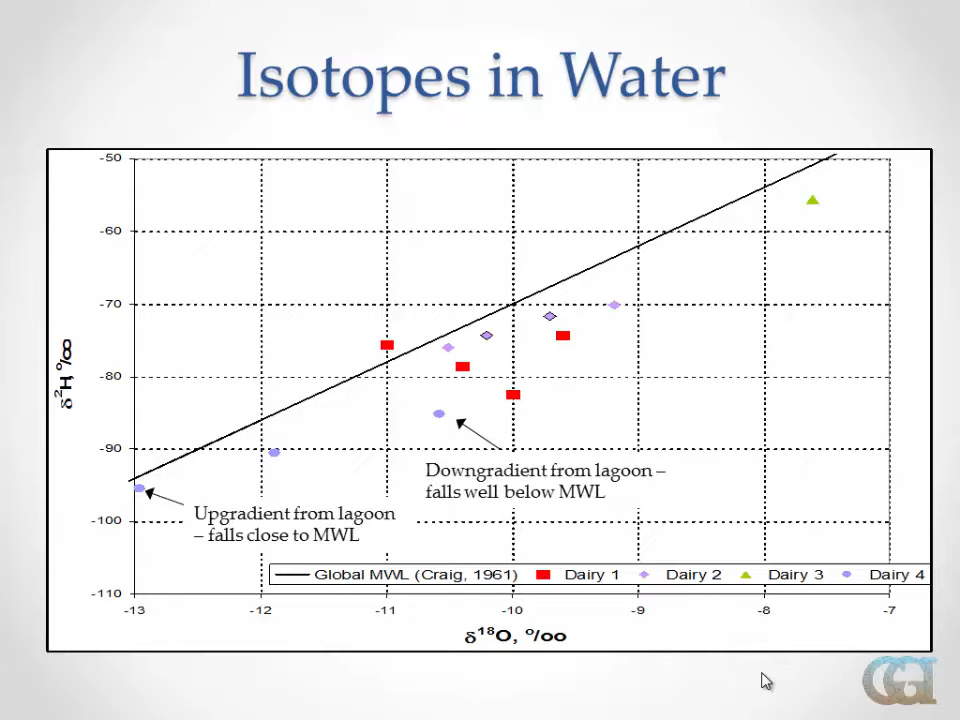 Isotopes in Water
-50
-60
-70
-80
-90
-100
-110
δ²H, º/oo
Downgradient from lagoon –
falls well below MWL
Upgradient from lagoon
– falls close to MWL
Global MWL (Craig, 1961) Dairy 1 Dairy 2 Dairy 3 Dairy 4
-13 -12 -11 -10 -9 -8 -7
δ¹⁸O, º/oo